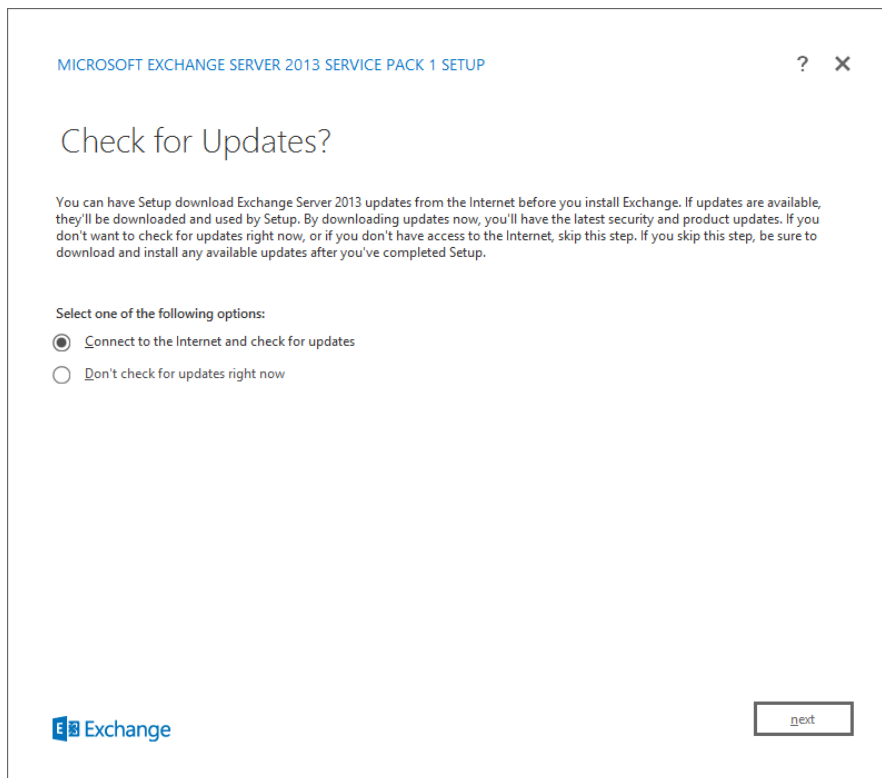 MICROSOFT EXCHANGE SERVER 2013 SERVICE PACK 1 SETUP
?
Check for Updates?
You can have Setup download Exchange Server 2013 updates from the Internet before you install Exchange. If updates are available,
they'll be downloaded and used by Setup. By downloading updates now, you'll have the latest security and product updates. If you
don't want to check for updates right now, or if you don't have access to the Internet, skip this step. If you skip this step, be sure to
download and install any available updates after you've completed Setup.
Select one of the following options:
Connect to the Internet and check for updates
Don't check for updates right now
E Exchange
next